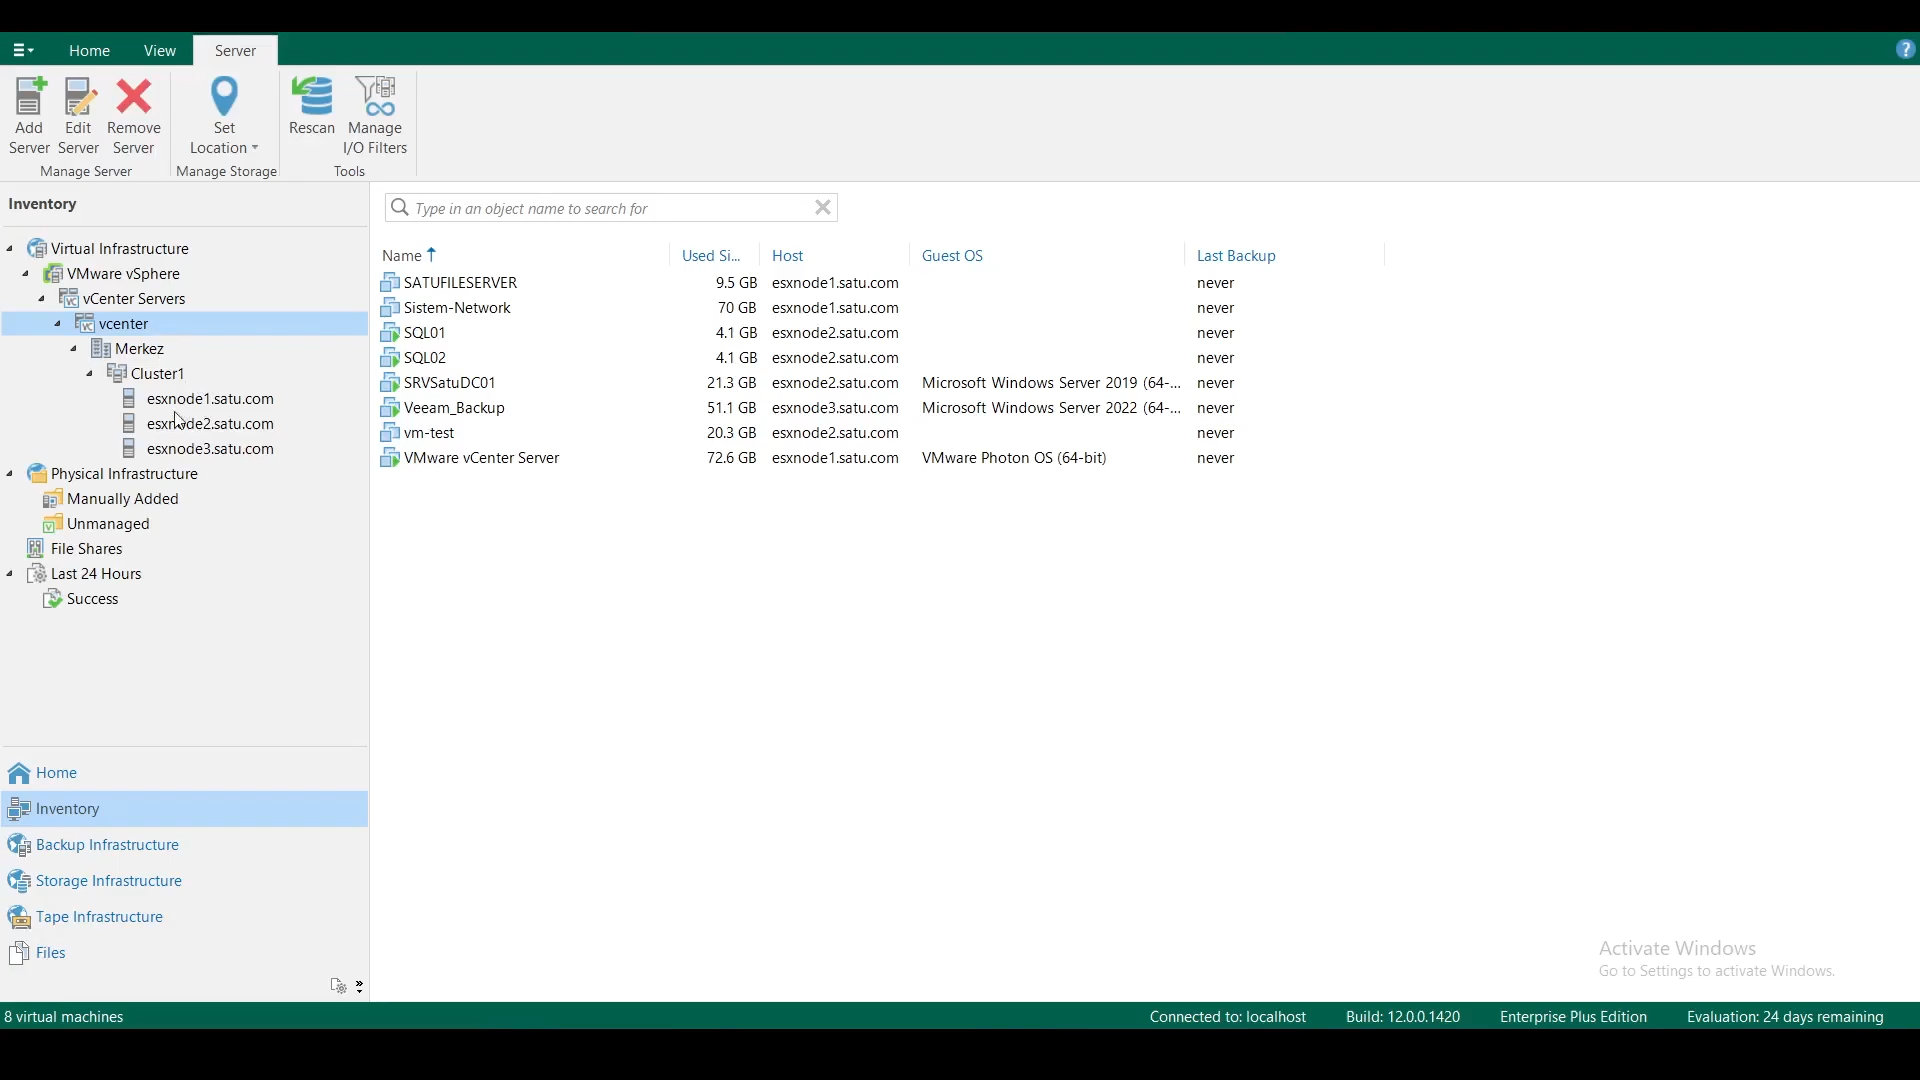 Home View Server
Add Server
Edit Server
Remove Server
Set Location
Rescan
Manage I/O Filters
Manage Server Manage Storage Tools
Inventory
Virtual Infrastructure
VMware vSphere
vCenter Servers
vcenter
Merkez
Cluster1
esxnode1.satu.com
esxnode2.satu.com
esxnode3.satu.com
Physical Infrastructure
Manually Added
Unmanaged
File Shares
Last 24 Hours
Success
Home
Inventory
Backup Infrastructure
Storage Infrastructure
Tape Infrastructure
Files
Type in an object name to search for
Name Used Si... Host Guest OS Last Backup
SATUFILESERVER 9.5 GB esxnode1.satu.com never
Sistem-Network 70 GB esxnode1.satu.com never
SQL01 4.1 GB esxnode2.satu.com never
SQL02 4.1 GB esxnode2.satu.com never
SRVSatuDC01 21.3 GB esxnode2.satu.com Microsoft Windows Server 2019 (64-... never
Veeam_Backup 51.1 GB esxnode3.satu.com Microsoft Windows Server 2022 (64-... never
vm-test 20.3 GB esxnode2.satu.com never
VMware vCenter Server 72.6 GB esxnode1.satu.com VMware Photon OS (64-bit) never
Activate Windows
Go to Settings to activate Windows.
8 virtual machines Connected to: localhost Build: 12.0.0.1420 Enterprise Plus Edition Evaluation: 24 days remaining